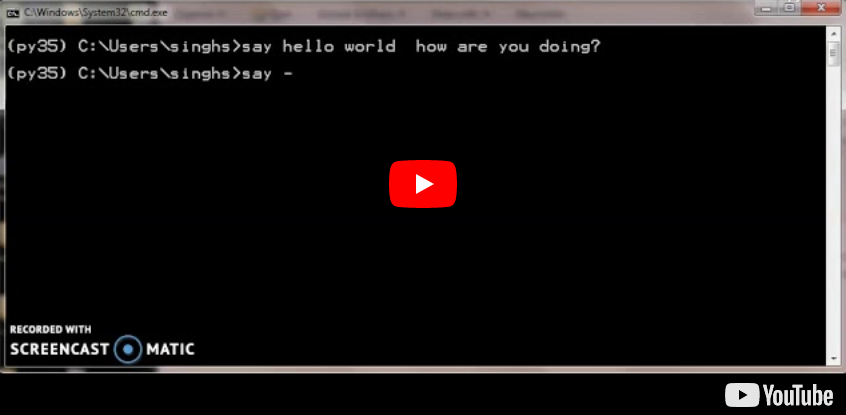 C:\Windows\System32\cmd.exe
(py35) C:\Users\singhs>say hello world  how are you doing?
(py35) C:\Users\singhs>say -
RECORDED WITH
SCREENCAST MATIC
YouTube